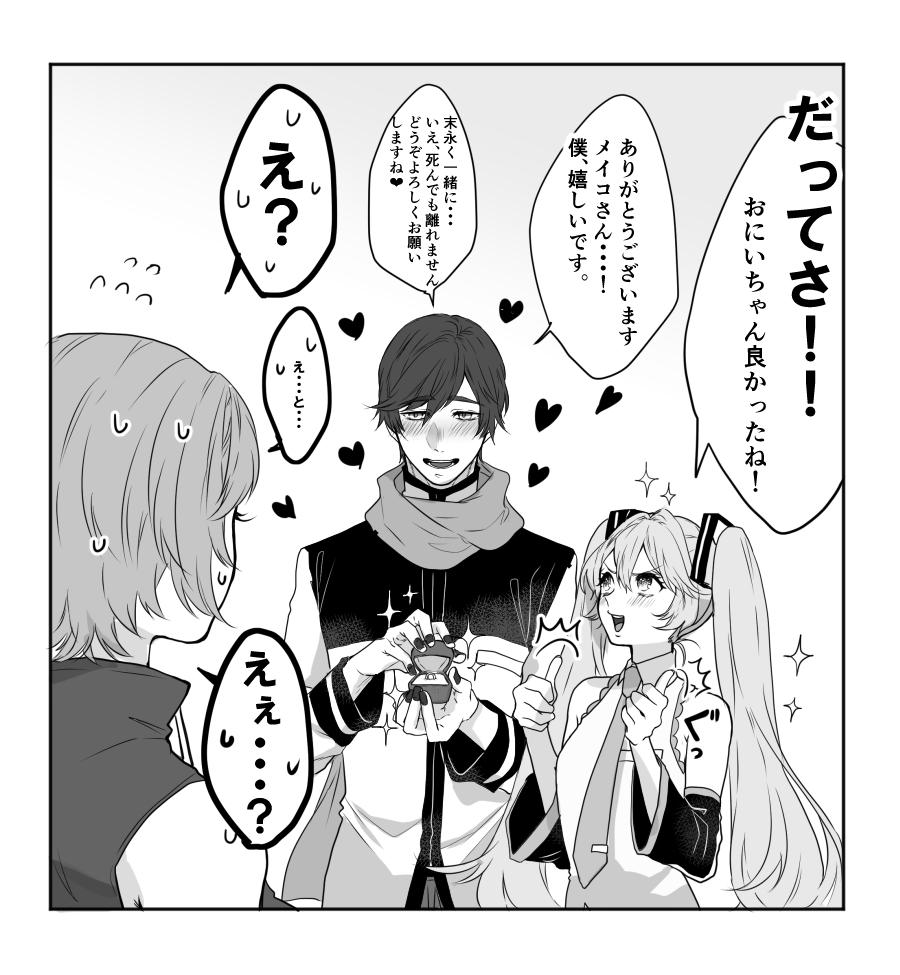 だってさ!!
おにいちゃん良かったね!
ありがとうございます
メイコさん・・・!
僕、嬉しいです。
末永く一緒に・・・
いえ、死んでも離れません
どうぞよろしくお願い
しますね♥
え?
え・・・と・・・
えぇ・・・・?
ぐっ